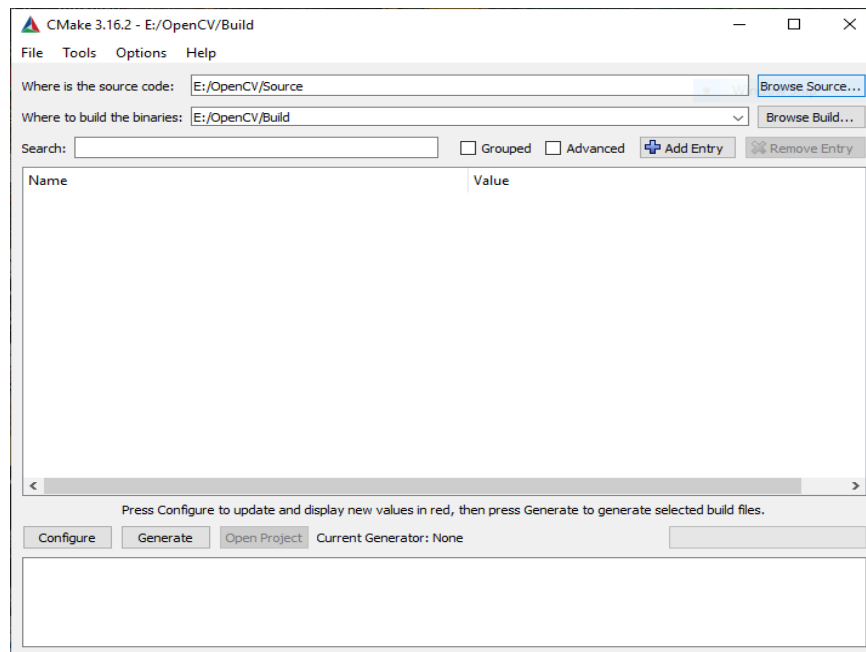 CMake 3.16.2 - E:/OpenCV/Build
File Tools Options Help
Where is the source code: E:/OpenCV/Source Browse Source...
Where to build the binaries: E:/OpenCV/Build Browse Build...
Search: Grouped Advanced Add Entry Remove Entry
Name Value
Press Configure to update and display new values in red, then press Generate to generate selected build files.
Configure Generate Open Project Current Generator: None